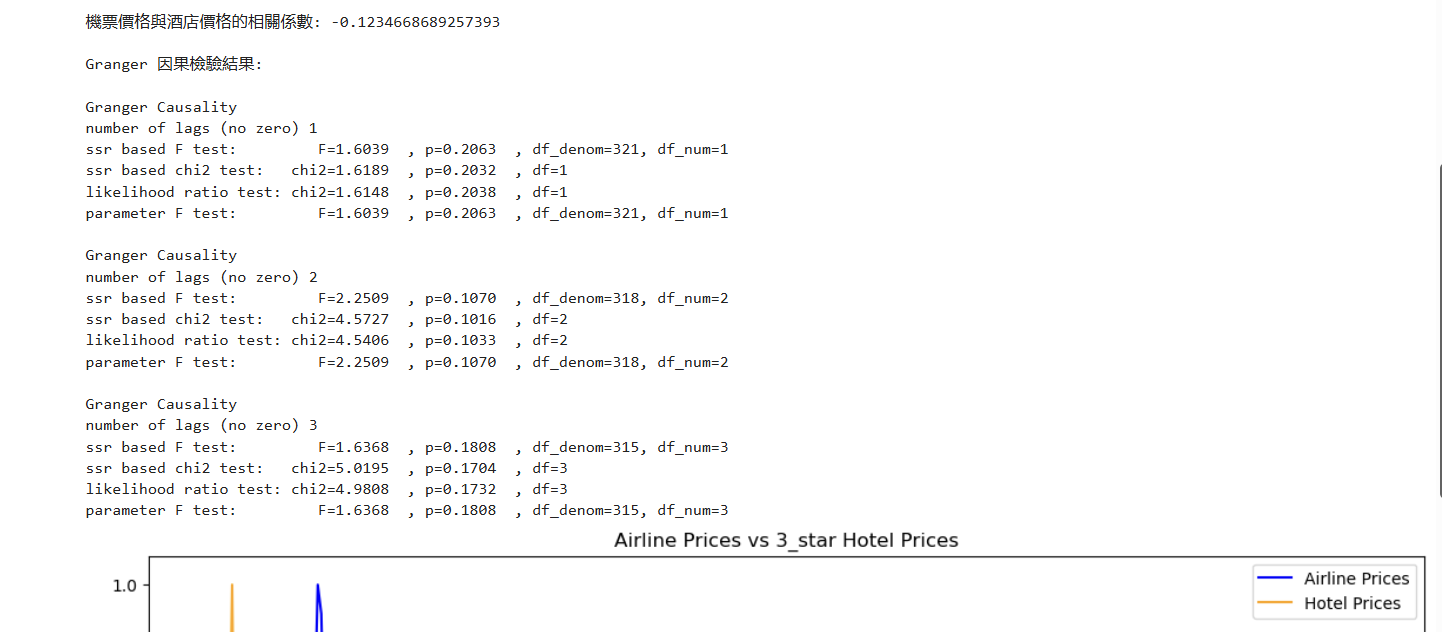 機票價格與酒店價格的相關係數: -0.1234668689257393
Granger 因果檢驗結果:
Granger Causality
number of lags (no zero) 1
ssr based F test:         F=1.6039  , p=0.2063  , df_denom=321, df_num=1
ssr based chi2 test:   chi2=1.6189  , p=0.2032  , df=1
likelihood ratio test: chi2=1.6148  , p=0.2038  , df=1
parameter F test:         F=1.6039  , p=0.2063  , df_denom=321, df_num=1
Granger Causality
number of lags (no zero) 2
ssr based F test:         F=2.2509  , p=0.1070  , df_denom=318, df_num=2
ssr based chi2 test:   chi2=4.5727  , p=0.1016  , df=2
likelihood ratio test: chi2=4.5406  , p=0.1033  , df=2
parameter F test:         F=2.2509  , p=0.1070  , df_denom=318, df_num=2
Granger Causality
number of lags (no zero) 3
ssr based F test:         F=1.6368  , p=0.1808  , df_denom=315, df_num=3
ssr based chi2 test:   chi2=5.0195  , p=0.1704  , df=3
likelihood ratio test: chi2=4.9808  , p=0.1732  , df=3
parameter F test:         F=1.6368  , p=0.1808  , df_denom=315, df_num=3
Airline Prices vs 3_star Hotel Prices
1.0
Airline Prices
Hotel Prices